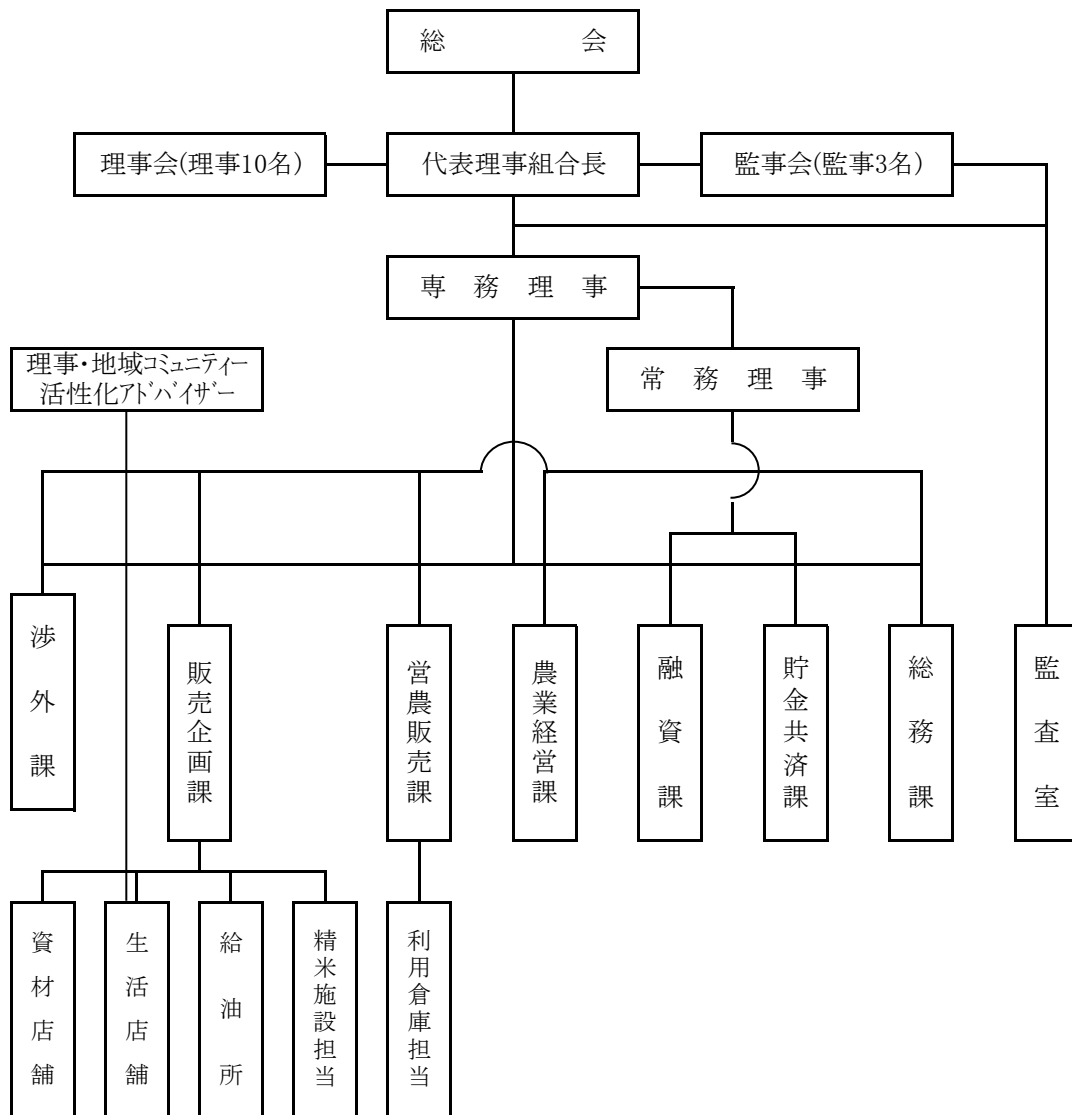 総　　　会
理事会(理事10名)
代表理事組合長
監事会(監事3名)
専　務　理　事
理事・地域ｺﾐｭﾆﾃｨー
活性化ｱﾄﾞﾊﾞｲｻﾞー
常　務　理　事
渉外課
販売企画課
営農販売課
農業経営課
融資課
貯金共済課
総務課
監査室
資材店舗
生活店舗
給油所
精米施設担当
利用倉庫担当